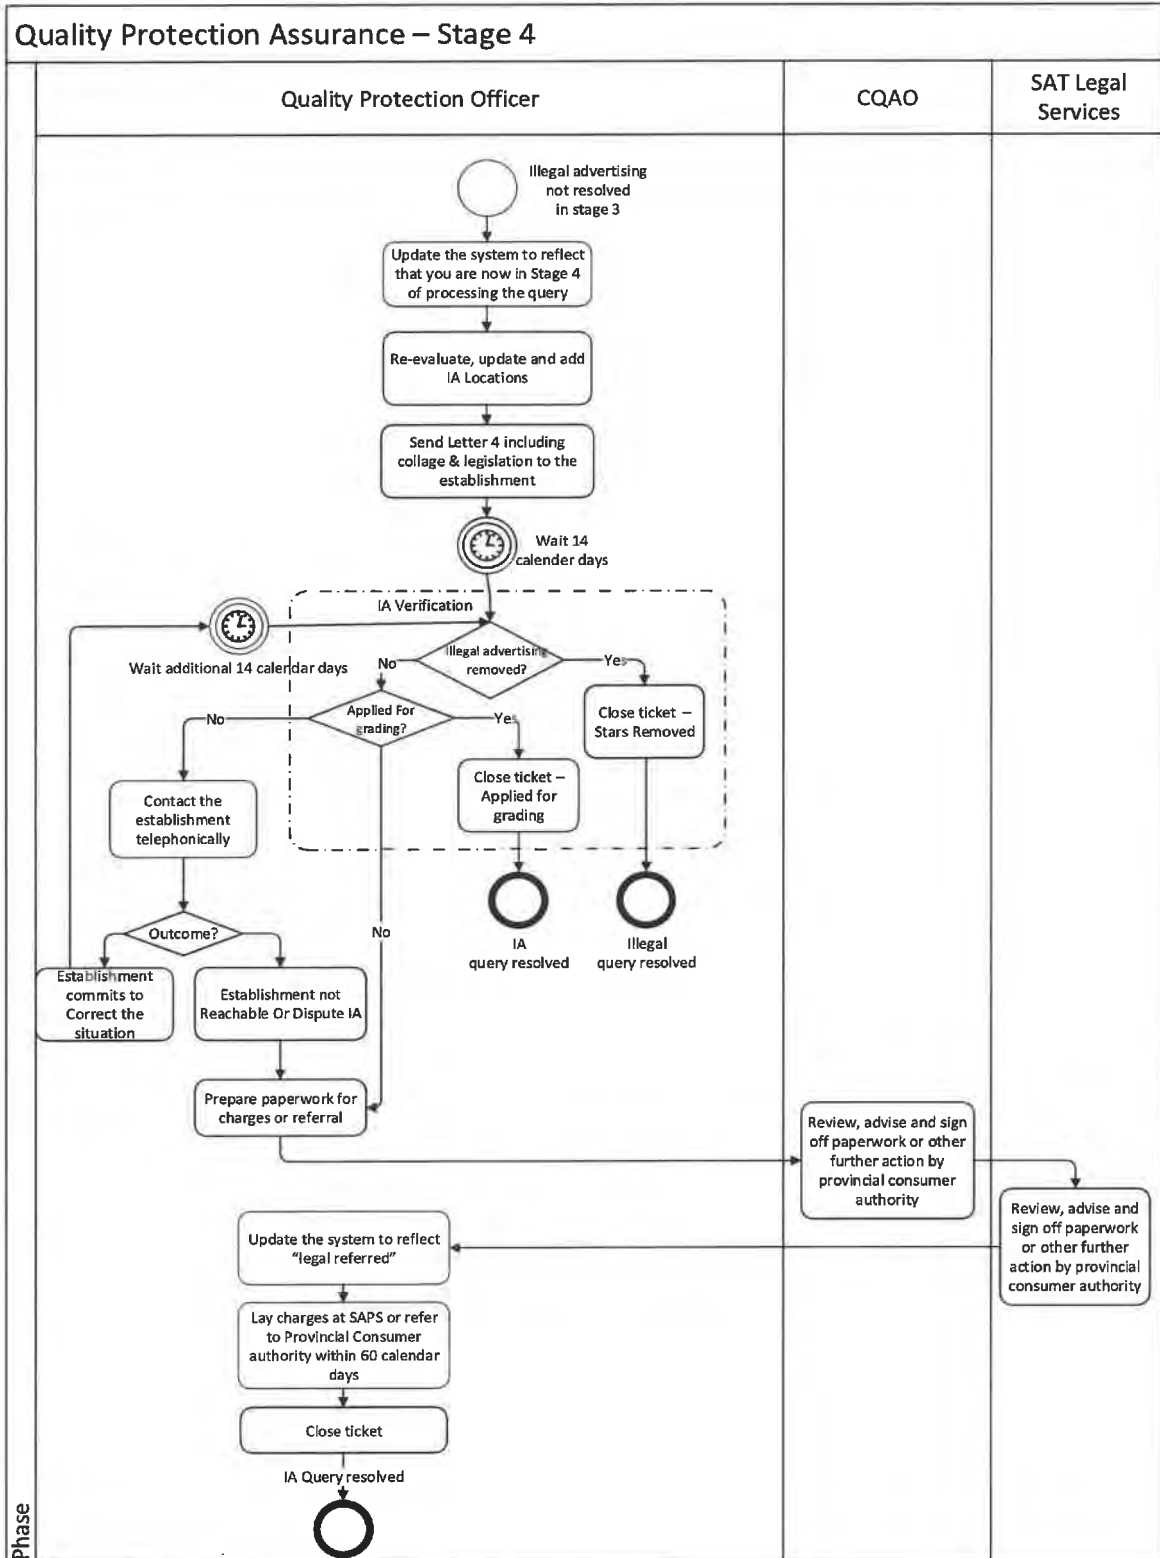 Quality Protection Assurance – Stage 4
Quality Protection Officer
CQAO
SAT Legal
Services
Illegal advertising
not resolved
in stage 3
Update the system to reflect
that you are now in Stage 4
of processing the query
Re-evaluate, update and add
IA Locations
Send Letter 4 including
collage & legislation to the
establishment
Wait 14
calender days
IA Verification
Wait additional 14 calendar days
Illegal advertising
removed?
No
Yes
Applied For
grading?
No
Yes
Close ticket –
Stars Removed
Close ticket –
Applied for
grading
Contact the
establishment
telephonically
Outcome?
No
IA
query resolved
Illegal
query resolved
Establishment
commits to
Correct the
situation
Establishment not
Reachable Or Dispute IA
Prepare paperwork for
charges or referral
Review, advise and sign
off paperwork or other
further action by
provincial consumer
authority
Review, advise and
sign off paperwork
or other further
action by provincial
consumer authority
Update the system to reflect
"legal referred"
Lay charges at SAPS or refer
to Provincial Consumer
authority within 60 calendar
days
Close ticket
IA Query resolved
Phase